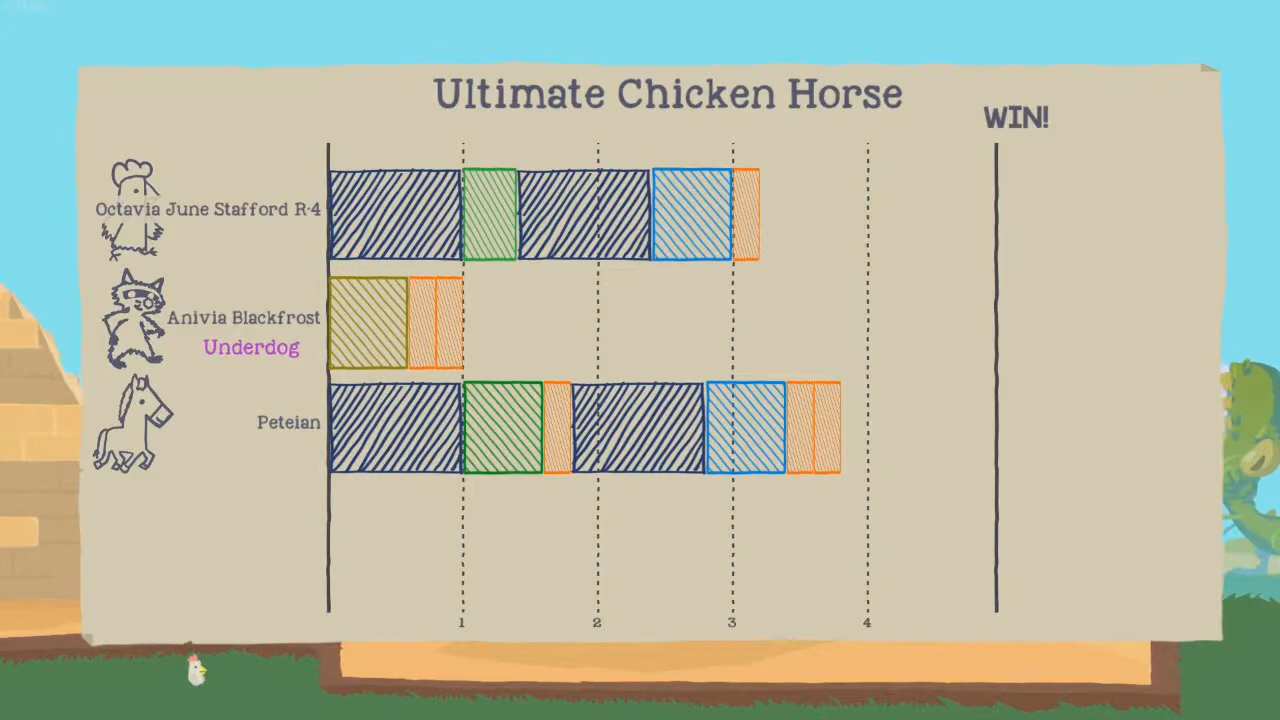 Ultimate Chicken Horse
WIN!
Octavia June Stafford R-4
Anivia Blackfrost
Underdog
Peteian
1 2 3 4